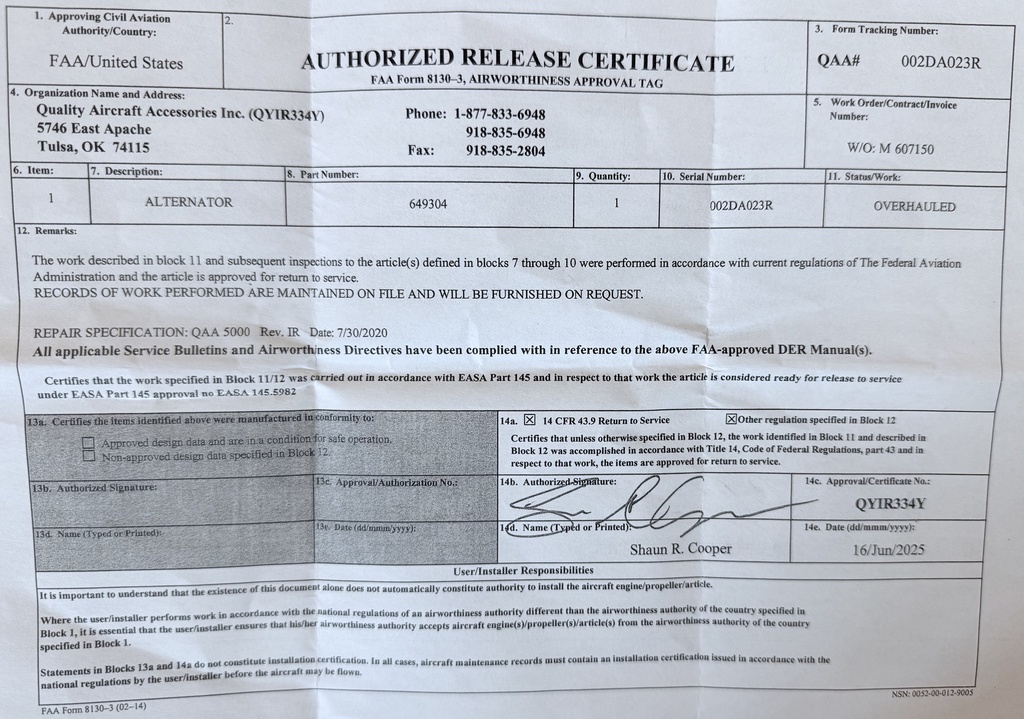 1. Approving Civil Aviation
Authority/Country:
FAA/United States
2.
AUTHORIZED RELEASE CERTIFICATE
FAA Form 8130-3, AIRWORTHINESS APPROVAL TAG
3. Form Tracking Number:
QAA# 002DA023R
4. Organization Name and Address:
Quality Aircraft Accessories Inc. (QYIR334Y)
5746 East Apache
Tulsa, OK 74115
Phone: 1-877-833-6948
918-835-6948
Fax: 918-835-2804
5. Work Order/Contract/Invoice
Number:
W/O: M 607150
6. Item:
1
7. Description:
ALTERNATOR
8. Part Number:
649304
9. Quantity:
1
10. Serial Number:
002DA023R
11. Status/Work:
OVERHAULED
12. Remarks:
The work described in block 11 and subsequent inspections to the article(s) defined in blocks 7 through 10 were performed in accordance with current regulations of The Federal Aviation
Administration and the article is approved for return to service.
RECORDS OF WORK PERFORMED ARE MAINTAINED ON FILE AND WILL BE FURNISHED ON REQUEST.
REPAIR SPECIFICATION: QAA 5000 Rev. IR Date: 7/30/2020
All applicable Service Bulletins and Airworthiness Directives have been complied with in reference to the above FAA-approved DER Manual(s).
Certifies that the work specified in Block 11/12 was carried out in accordance with EASA Part 145 and in respect to that work the article is considered ready for release to service
under EASA Part 145 approval no EASA 145.5982
13a. Certifies the items identified above were manufactured in conformity to:
Approved design data and are in a condition for safe operation.
Non-approved design data specified in Block 12.
14a. ☒ 14 CFR 43.9 Return to Service ☒Other regulation specified in Block 12
Certifies that unless otherwise specified in Block 12, the work identified in Block 11 and described in
Block 12 was accomplished in accordance with Title 14, Code of Federal Regulations, part 43 and in
respect to that work, the items are approved for return to service.
13b. Authorized Signature:
13c. Approval/Authorization No.:
14b. Authorized Signature:
14c. Approval/Certificate No.:
QYIR334Y
13d. Name (Typed or Printed):
13e. Date (dd/mmm/yyyy):
14d. Name (Typed or Printed):
Shaun R. Cooper
14e. Date (dd/mmm/yyyy):
16/Jun/2025
User/Installer Responsibilities
It is important to understand that the existence of this document alone does not automatically constitute authority to install the aircraft engine/propeller/article.
Where the user/installer performs work in accordance with the national regulations of an airworthiness authority different than the airworthiness authority of the country specified in
Block 1, it is essential that the user/installer ensures that his/her airworthiness authority accepts aircraft engine(s)/propeller(s)/article(s) from the airworthiness authority of the country
specified in Block 1.
Statements in Blocks 13a and 14a do not constitute installation certification. In all cases, aircraft maintenance records must contain an installation certification issued in accordance with the
national regulations by the user/installer before the aircraft may be flown.
FAA Form 8130-3 (02-14)
NSN: 0052-00-012-9005